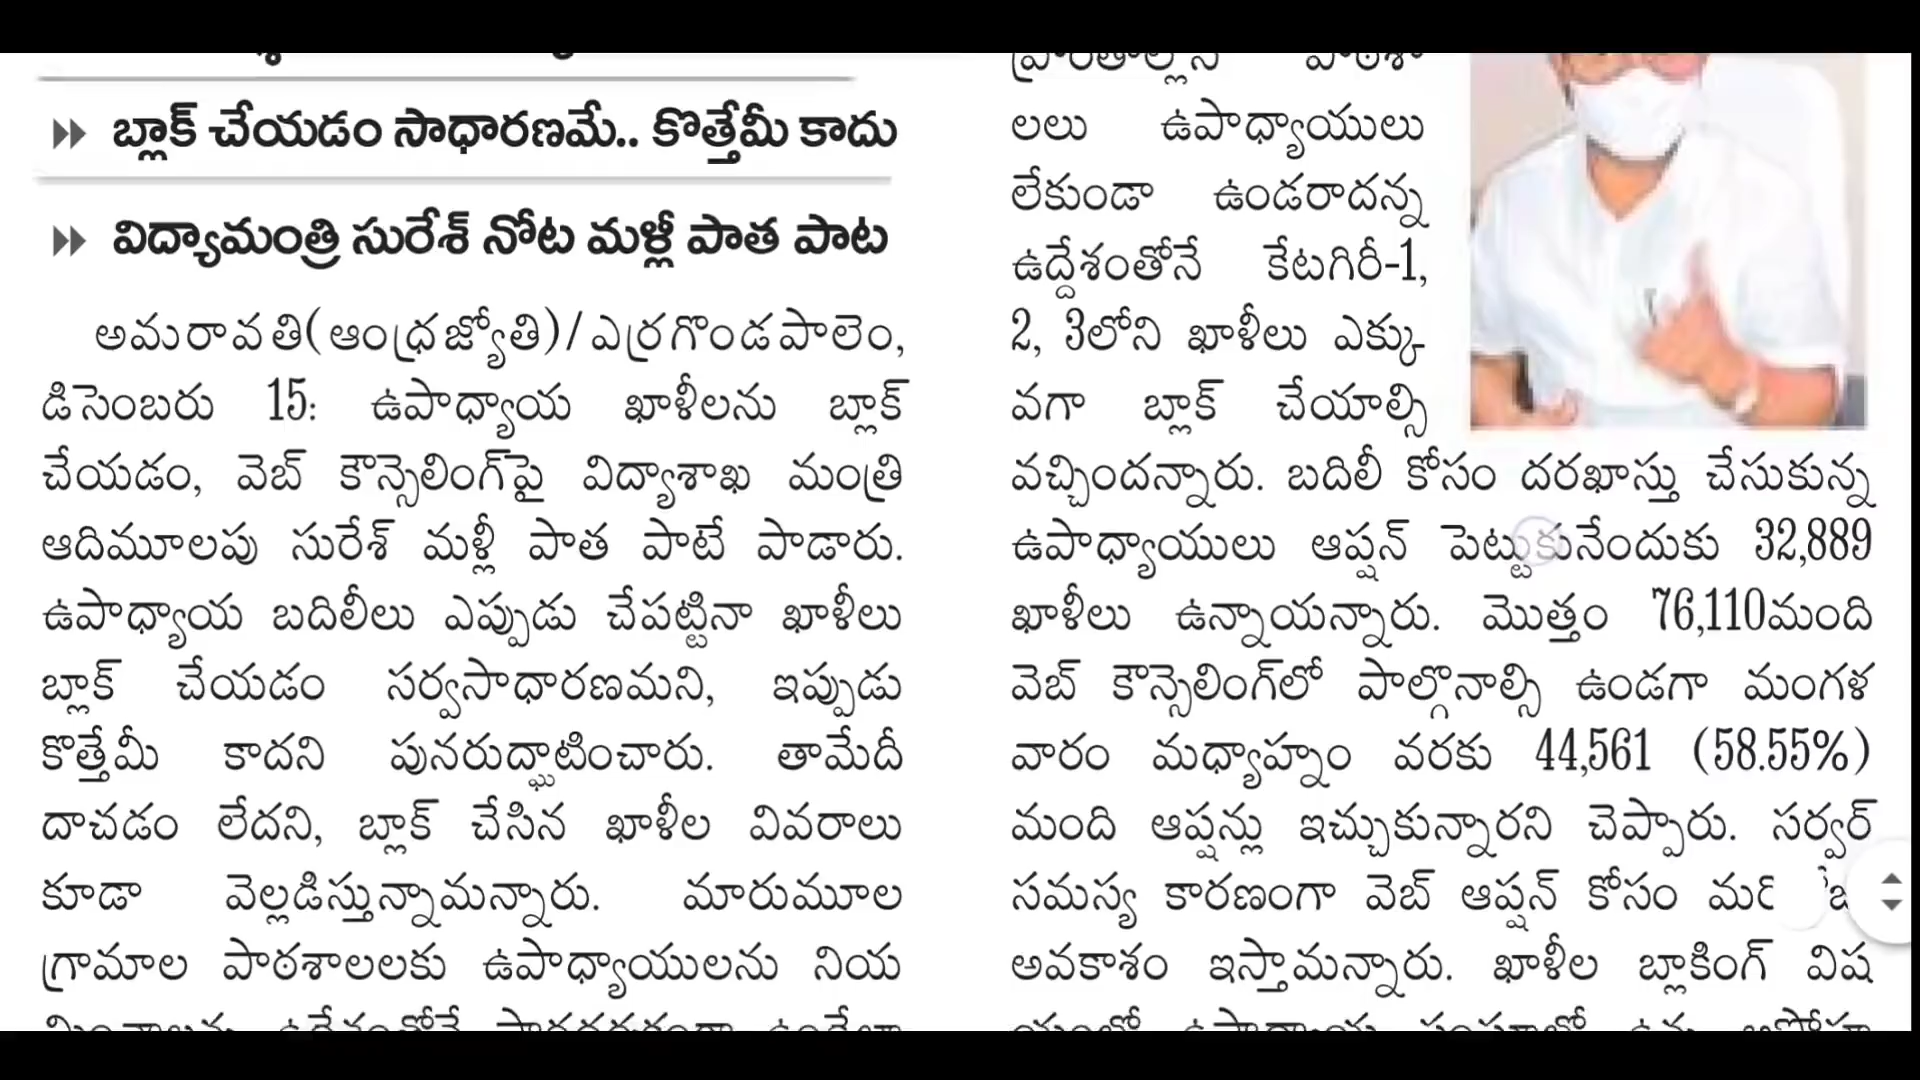 బ్లాక్ చేయడం సాధారణమే.. కొత్తేమీ కాదు
విద్యామంత్రి సురేశ్ నోట మళ్లీ పాత పాట
అమరావతి(ఆంధ్రజ్యోతి)/ఎర్రగొండపాలెం,
డిసెంబరు 15: ఉపాధ్యాయ ఖాళీలను బ్లాక్
చేయడం, వెబ్ కౌన్సెలింగ్‌పై విద్యాశాఖ మంత్రి
ఆదిమూలపు సురేశ్ మళ్లీ పాత పాటే పాడారు.
ఉపాధ్యాయ బదిలీలు ఎప్పుడు చేపట్టినా ఖాళీలు
బ్లాక్ చేయడం సర్వసాధారణమని, ఇప్పుడు
కొత్తేమీ కాదని పునరుద్ఘాటించారు. తామేదీ
దాచడం లేదని, బ్లాక్ చేసిన ఖాళీల వివరాలు
కూడా వెల్లడిస్తున్నామన్నారు. మారుమూల
గ్రామాల పాఠశాలలకు ఉపాధ్యాయులను నియ
లలు ఉపాధ్యాయులు
లేకుండా ఉండరాదన్న
ఉద్దేశంతోనే కేటగిరీ-1,
2, 3లోని ఖాళీలు ఎక్కు
వగా బ్లాక్ చేయాల్సి
వచ్చిందన్నారు. బదిలీ కోసం దరఖాస్తు చేసుకున్న
ఉపాధ్యాయులు ఆప్షన్ పెట్టుకునేందుకు 32,889
ఖాళీలు ఉన్నాయన్నారు. మొత్తం 76,110మంది
వెబ్ కౌన్సెలింగ్‌లో పాల్గొనాల్సి ఉండగా మంగళ
వారం మధ్యాహ్నం వరకు 44,561 (58.55%)
మంది ఆప్షన్లు ఇచ్చుకున్నారని చెప్పారు. సర్వర్
సమస్య కారణంగా వెబ్ ఆప్షన్ కోసం
అవకాశం ఇస్తామన్నారు. ఖాళీల బ్లాకింగ్ విష